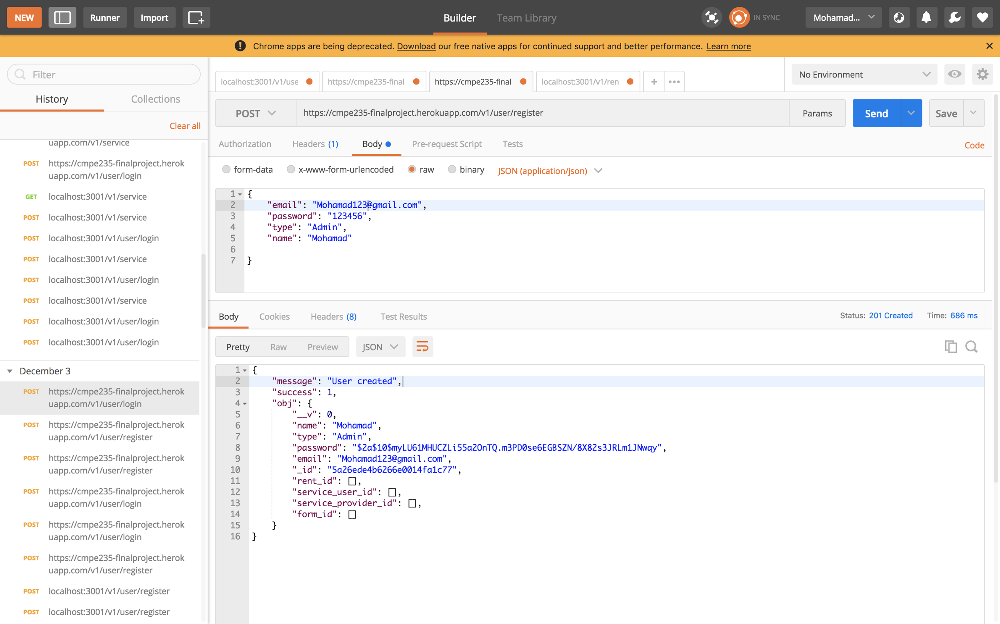 NEW
Runner
Import
Builder
Team Library
IN SYNC
Mohamad...
Chrome apps are being deprecated. Download our free native apps for continued support and better performance. Learn more
Filter
History
Collections
Clear all
uapp.com/v1/service
POST https://cmpe235-finalproject.herok
uapp.com/v1/user/login
GET localhost:3001/v1/service
POST localhost:3001/v1/service
POST localhost:3001/v1/user/login
POST localhost:3001/v1/service
POST localhost:3001/v1/user/login
POST localhost:3001/v1/service
POST localhost:3001/v1/user/login
POST localhost:3001/v1/user/login
December 3
POST https://cmpe235-finalproject.herok
uapp.com/v1/user/login
POST https://cmpe235-finalproject.herok
uapp.com/v1/user/register
POST https://cmpe235-finalproject.herok
uapp.com/v1/user/register
POST https://cmpe235-finalproject.herok
uapp.com/v1/user/login
POST https://cmpe235-finalproject.herok
uapp.com/v1/user/login
POST https://cmpe235-finalproject.herok
uapp.com/v1/user/register
POST localhost:3001/v1/user/register
POST localhost:3001/v1/user/register
localhost:3001/v1/use
https://cmpe235-final
https://cmpe235-final
localhost:3001/v1/ren
+
•••
No Environment
POST
https://cmpe235-finalproject.herokuapp.com/v1/user/register
Params
Send
Save
Authorization
Headers (1)
Body
Pre-request Script
Tests
Code
form-data
x-www-form-urlencoded
raw
binary
JSON (application/json)
1 {
2 "email": "Mohamad123@gmail.com",
3 "password": "123456",
4 "type": "Admin",
5 "name": "Mohamad"
6
7 }
Body
Cookies
Headers (8)
Test Results
Status: 201 Created
Time: 686 ms
Pretty
Raw
Preview
JSON
1 {
2 "message": "User created",
3 "success": 1,
4 "obj": {
5 "__v": 0,
6 "name": "Mohamad",
7 "type": "Admin",
8 "password": "$2a$10$myLU61MHUCZLi55a2OnTQ.m3PD0se6EGBSZN/8X82s3JRLm1JNwqy",
9 "email": "Mohamad123@gmail.com",
10 "_id": "5a26ede4b6266e0014fa1c77",
11 "rent_id": [],
12 "service_user_id": [],
13 "service_provider_id": [],
14 "form_id": []
15 }
16 }